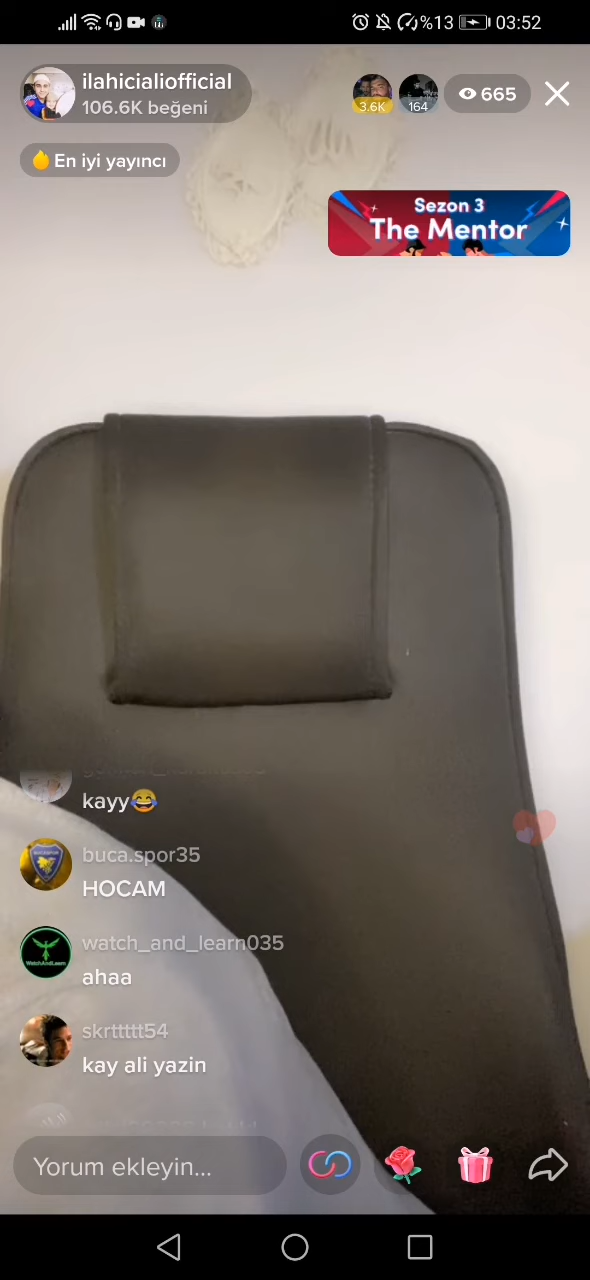 %13
03:52
ilahicialiofficial
106.6K beğeni
3.6K
164
665
En iyi yayıncı
Sezon 3
The Mentor
kayy😂
buca.spor35
HOCAM
watch_and_learn035
ahaa
skrttttt54
kay ali yazin
Yorum ekleyin...